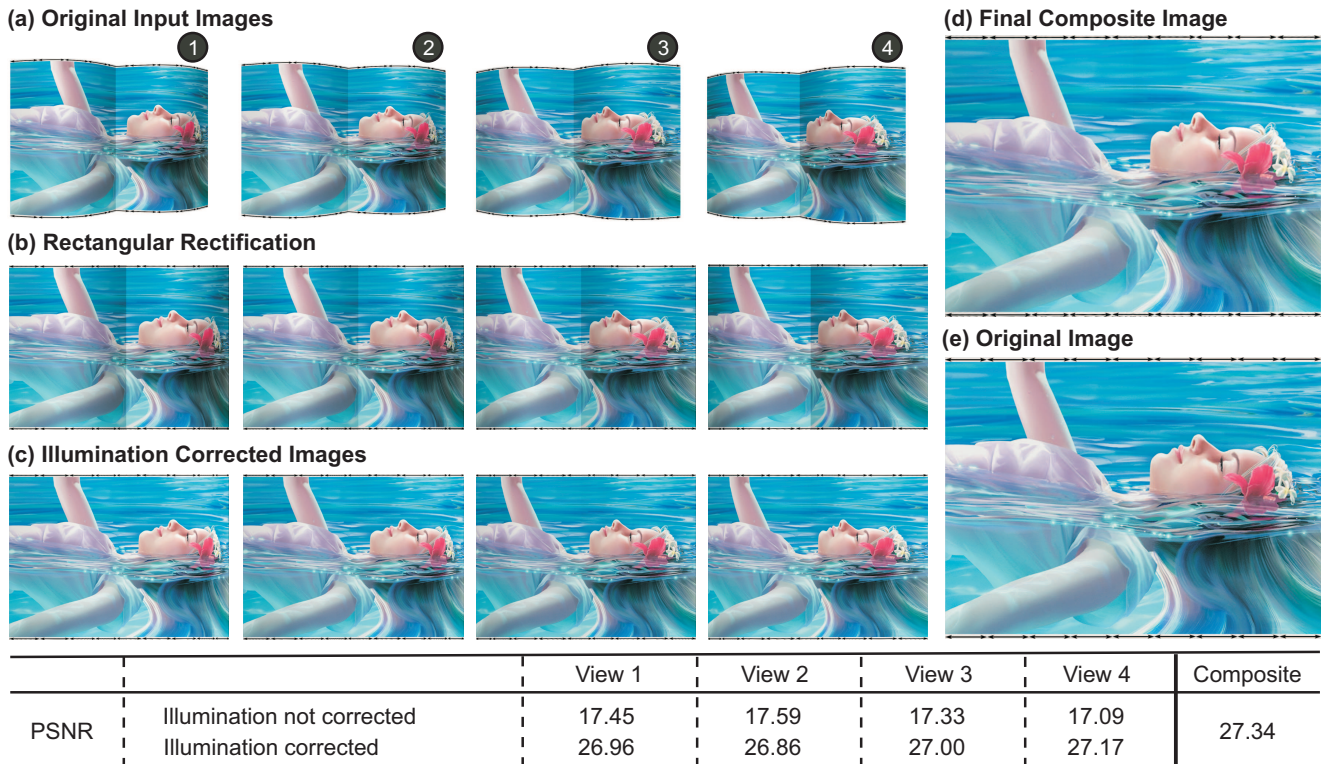 (a) Original Input Images
1
2
3
4
(b) Rectangular Rectification
(c) Illumination Corrected Images
(d) Final Composite Image
(e) Original Image
View 1 View 2 View 3 View 4 Composite
PSNR
Illumination not corrected 17.45 17.59 17.33 17.09
Illumination corrected 26.96 26.86 27.00 27.17
27.34